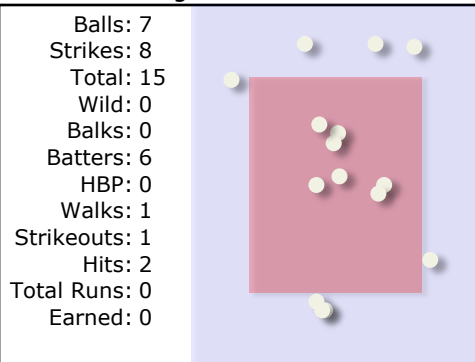 Balls: 7
Strikes: 8
Total: 15
Wild: 0
Balks: 0
Batters: 6
HBP: 0
Walks: 1
Strikeouts: 1
Hits: 2
Total Runs: 0
Earned: 0